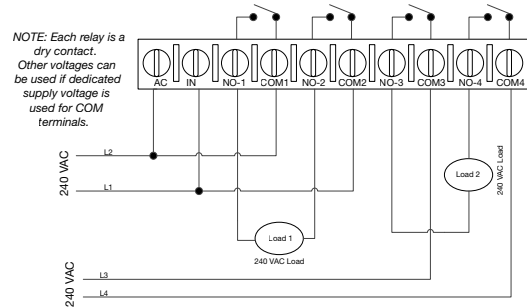 NOTE: Each relay is a
dry contact.
Other voltages can
be used if dedicated
supply voltage is
used for COM
terminals.
AC IN NO-1 COM1 NO-2 COM2 NO-3 COM3 NO-4 COM4
240 VAC
L2
L1
Load 1
240 VAC Load
Load 2
240 VAC Load
240 VAC
L3
L4